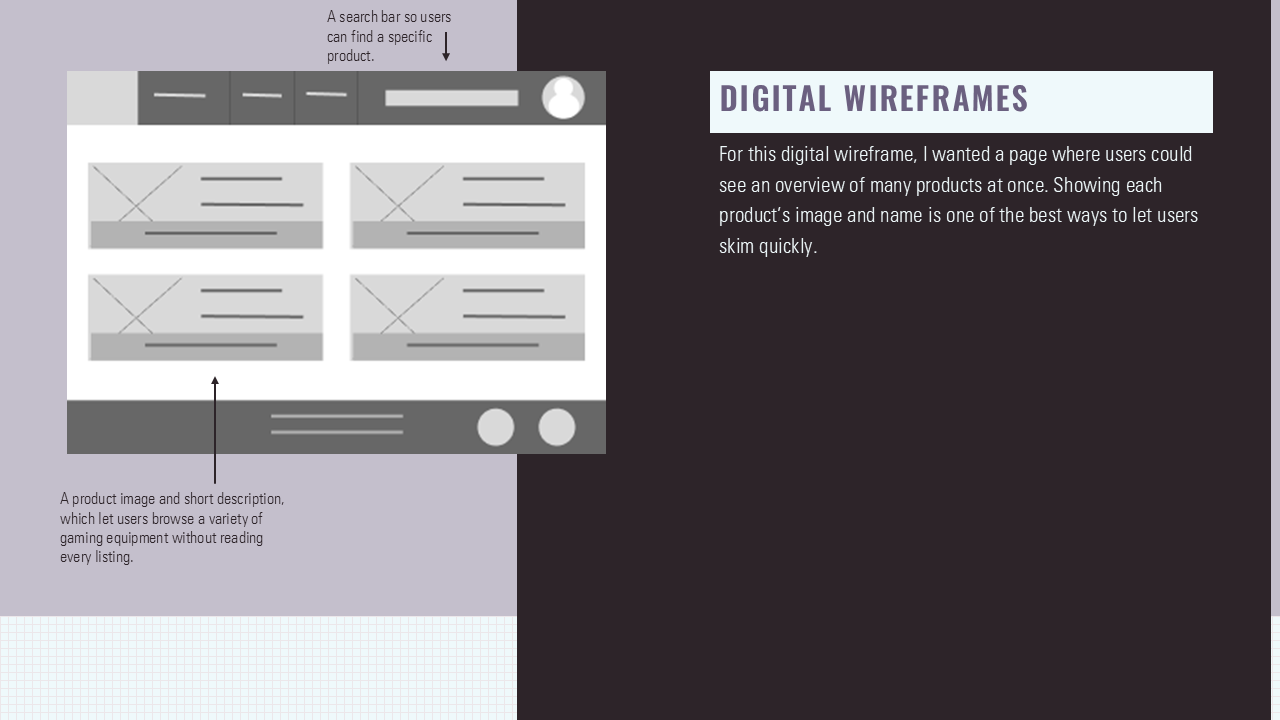 A search bar so users
can find a specific
product.
DIGITAL WIREFRAMES
For this digital wireframe, I wanted a page where users could
see an overview of many products at once. Showing each
product’s image and name is one of the best ways to let users
skim quickly.
A product image and short description,
which let users browse a variety of
gaming equipment without reading
every listing.